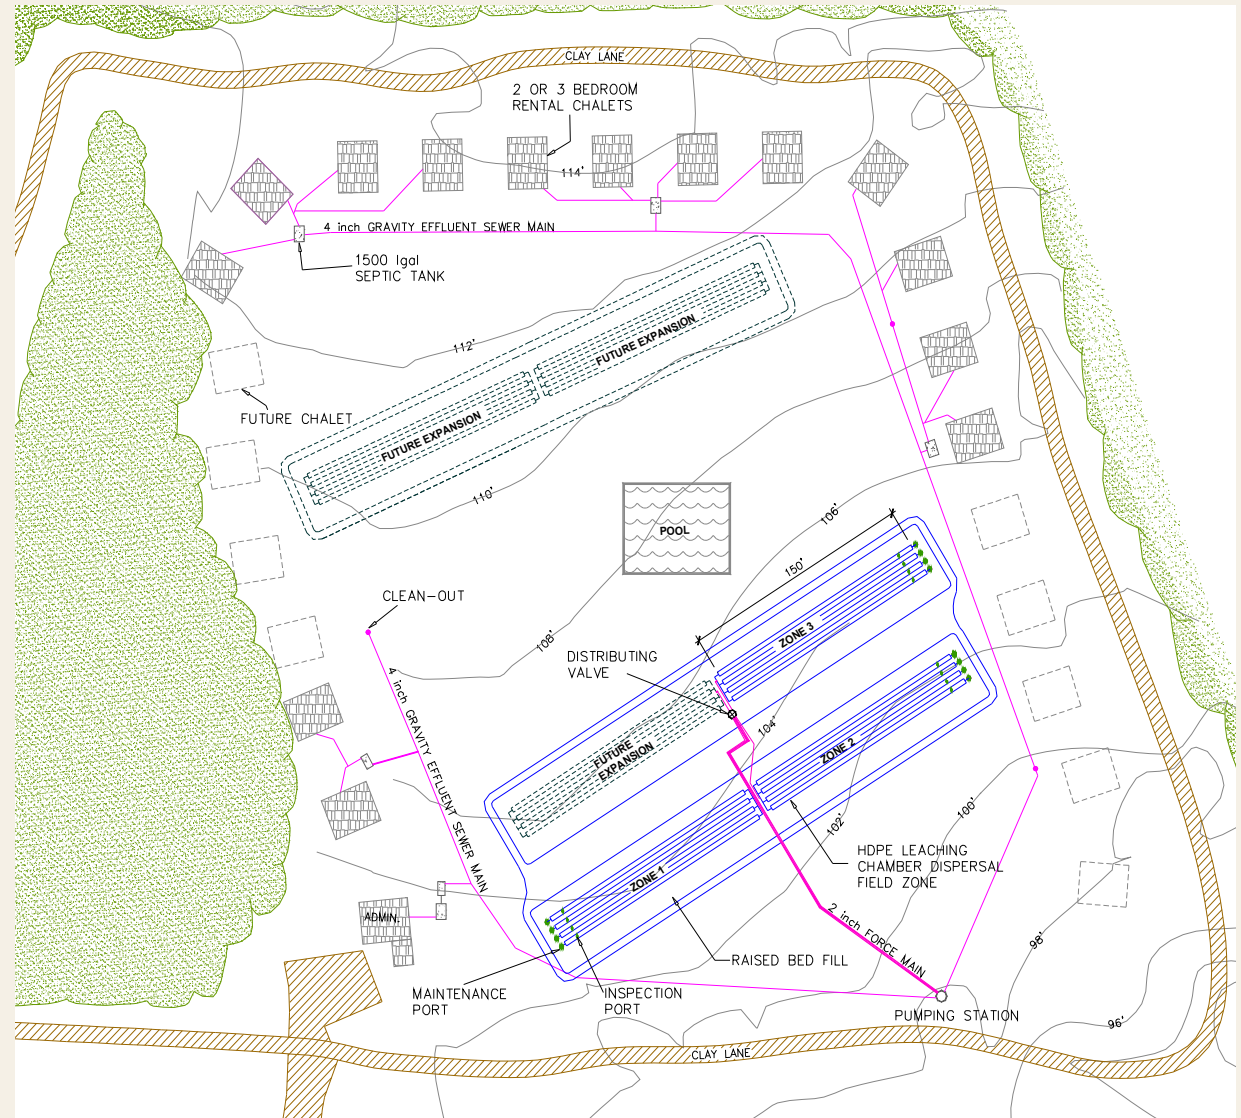 CLAY LANE
2 OR 3 BEDROOM
RENTAL CHALETS
114'
4 inch GRAVITY EFFLUENT SEWER MAIN
1500 Igal
SEPTIC TANK
112'
FUTURE EXPANSION
FUTURE EXPANSION
FUTURE CHALET
110'
106'
POOL
150'
CLEAN-OUT
108'
ZONE 3
DISTRIBUTING
VALVE
4 inch GRAVITY EFFLUENT SEWER MAIN
104'
FUTURE
EXPANSION
ZONE 2
100'
102'
HDPE LEACHING
CHAMBER DISPERSAL
FIELD ZONE
ZONE 1
ADMIN.
2 inch FORCE MAIN
98'
RAISED BED FILL
MAINTENANCE
PORT
INSPECTION
PORT
PUMPING STATION
96'
CLAY LANE